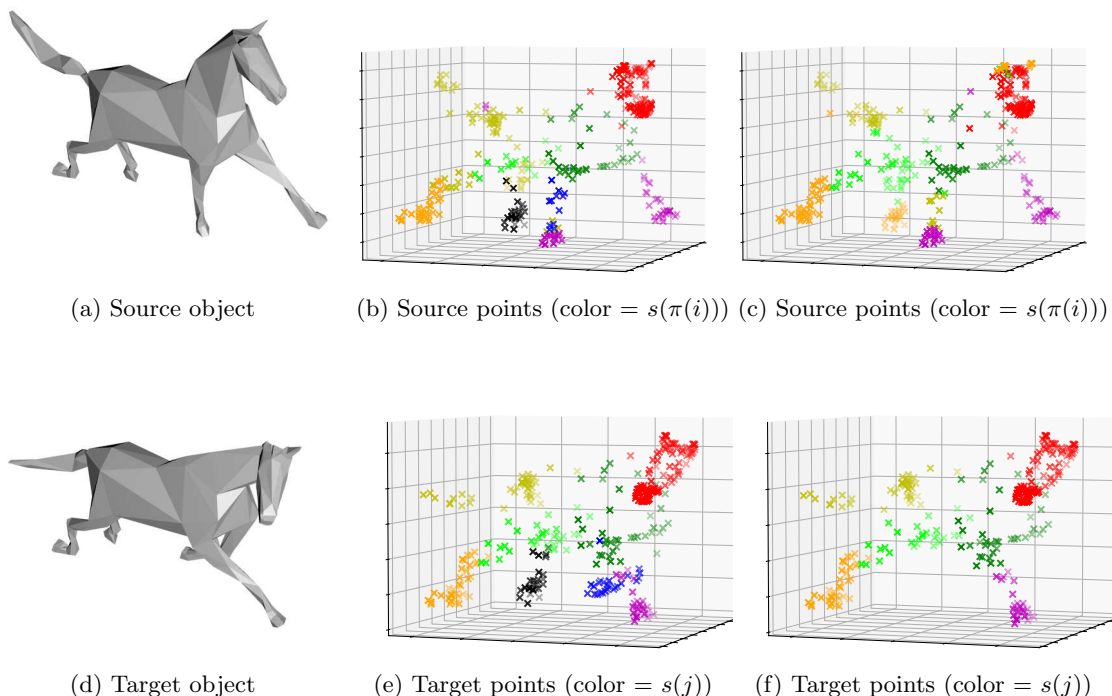 (a) Source object
(b) Source points (color = s(π(i)))
(c) Source points (color = s(π(i)))
(d) Target object
(e) Target points (color = s(j))
(f) Target points (color = s(j))